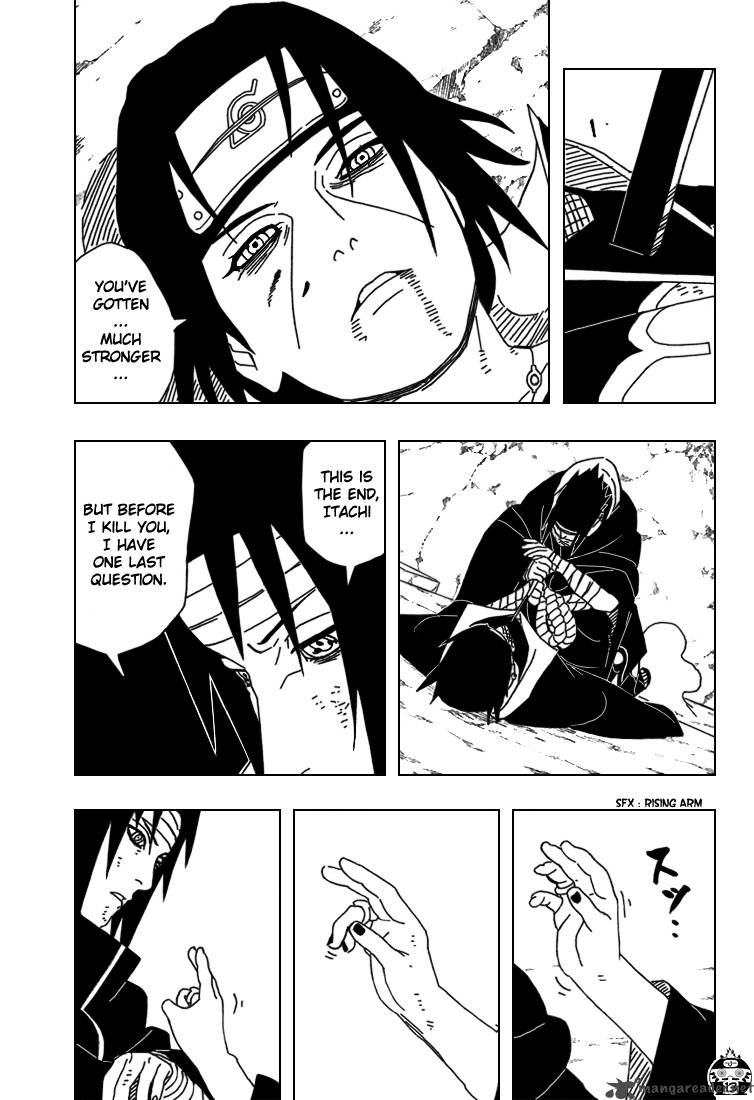 YOU'VE
GOTTEN
...
MUCH
STRONGER
...
THIS IS
THE END,
ITACHI
...
BUT BEFORE
I KILL YOU,
I HAVE
ONE LAST
QUESTION.
SFX : RISING ARM
スッ…
mangareader.net
13